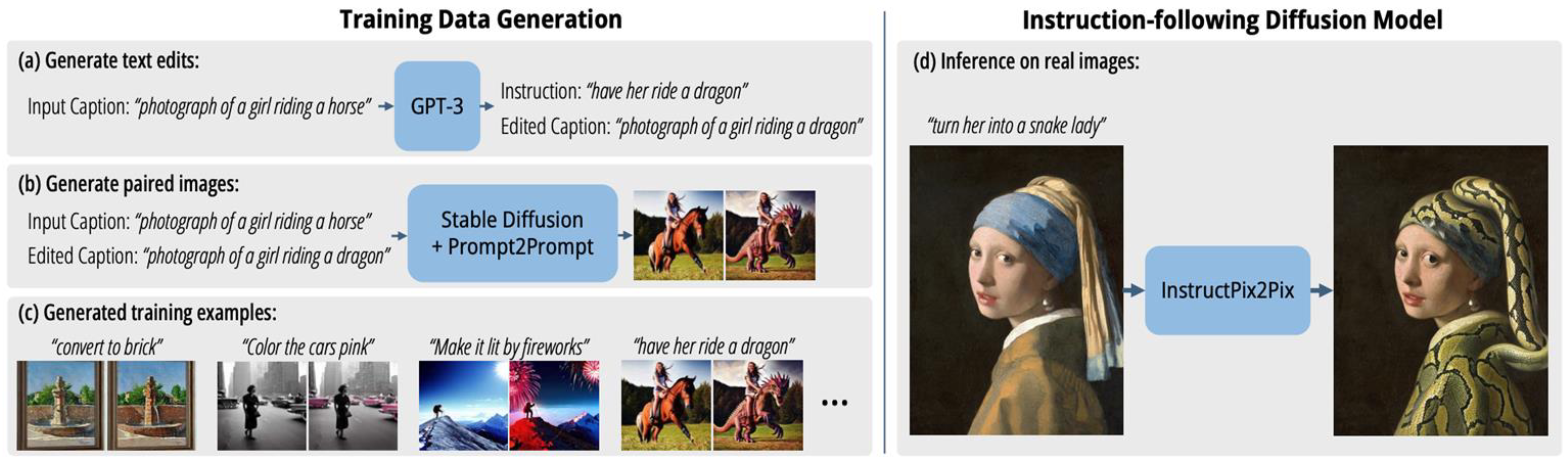 Training Data Generation
(a) Generate text edits:
Input Caption: “photograph of a girl riding a horse”
GPT-3
Instruction: “have her ride a dragon”
Edited Caption: “photograph of a girl riding a dragon”
(b) Generate paired images:
Input Caption: “photograph of a girl riding a horse”
Edited Caption: “photograph of a girl riding a dragon”
Stable Diffusion
+ Prompt2Prompt
(c) Generated training examples:
“convert to brick”
“Color the cars pink”
“Make it lit by fireworks”
“have her ride a dragon”
...
Instruction-following Diffusion Model
(d) Inference on real images:
“turn her into a snake lady”
InstructPix2Pix